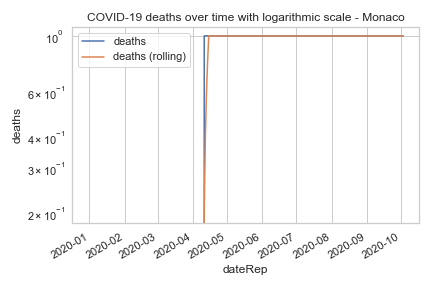 COVID-19 deaths over time with logarithmic scale - Monaco
10⁰
6 × 10⁻¹
4 × 10⁻¹
3 × 10⁻¹
2 × 10⁻¹
deaths
deaths
deaths (rolling)
2020-01
2020-02
2020-03
2020-04
2020-05
2020-06
2020-07
2020-08
2020-09
2020-10
dateRep